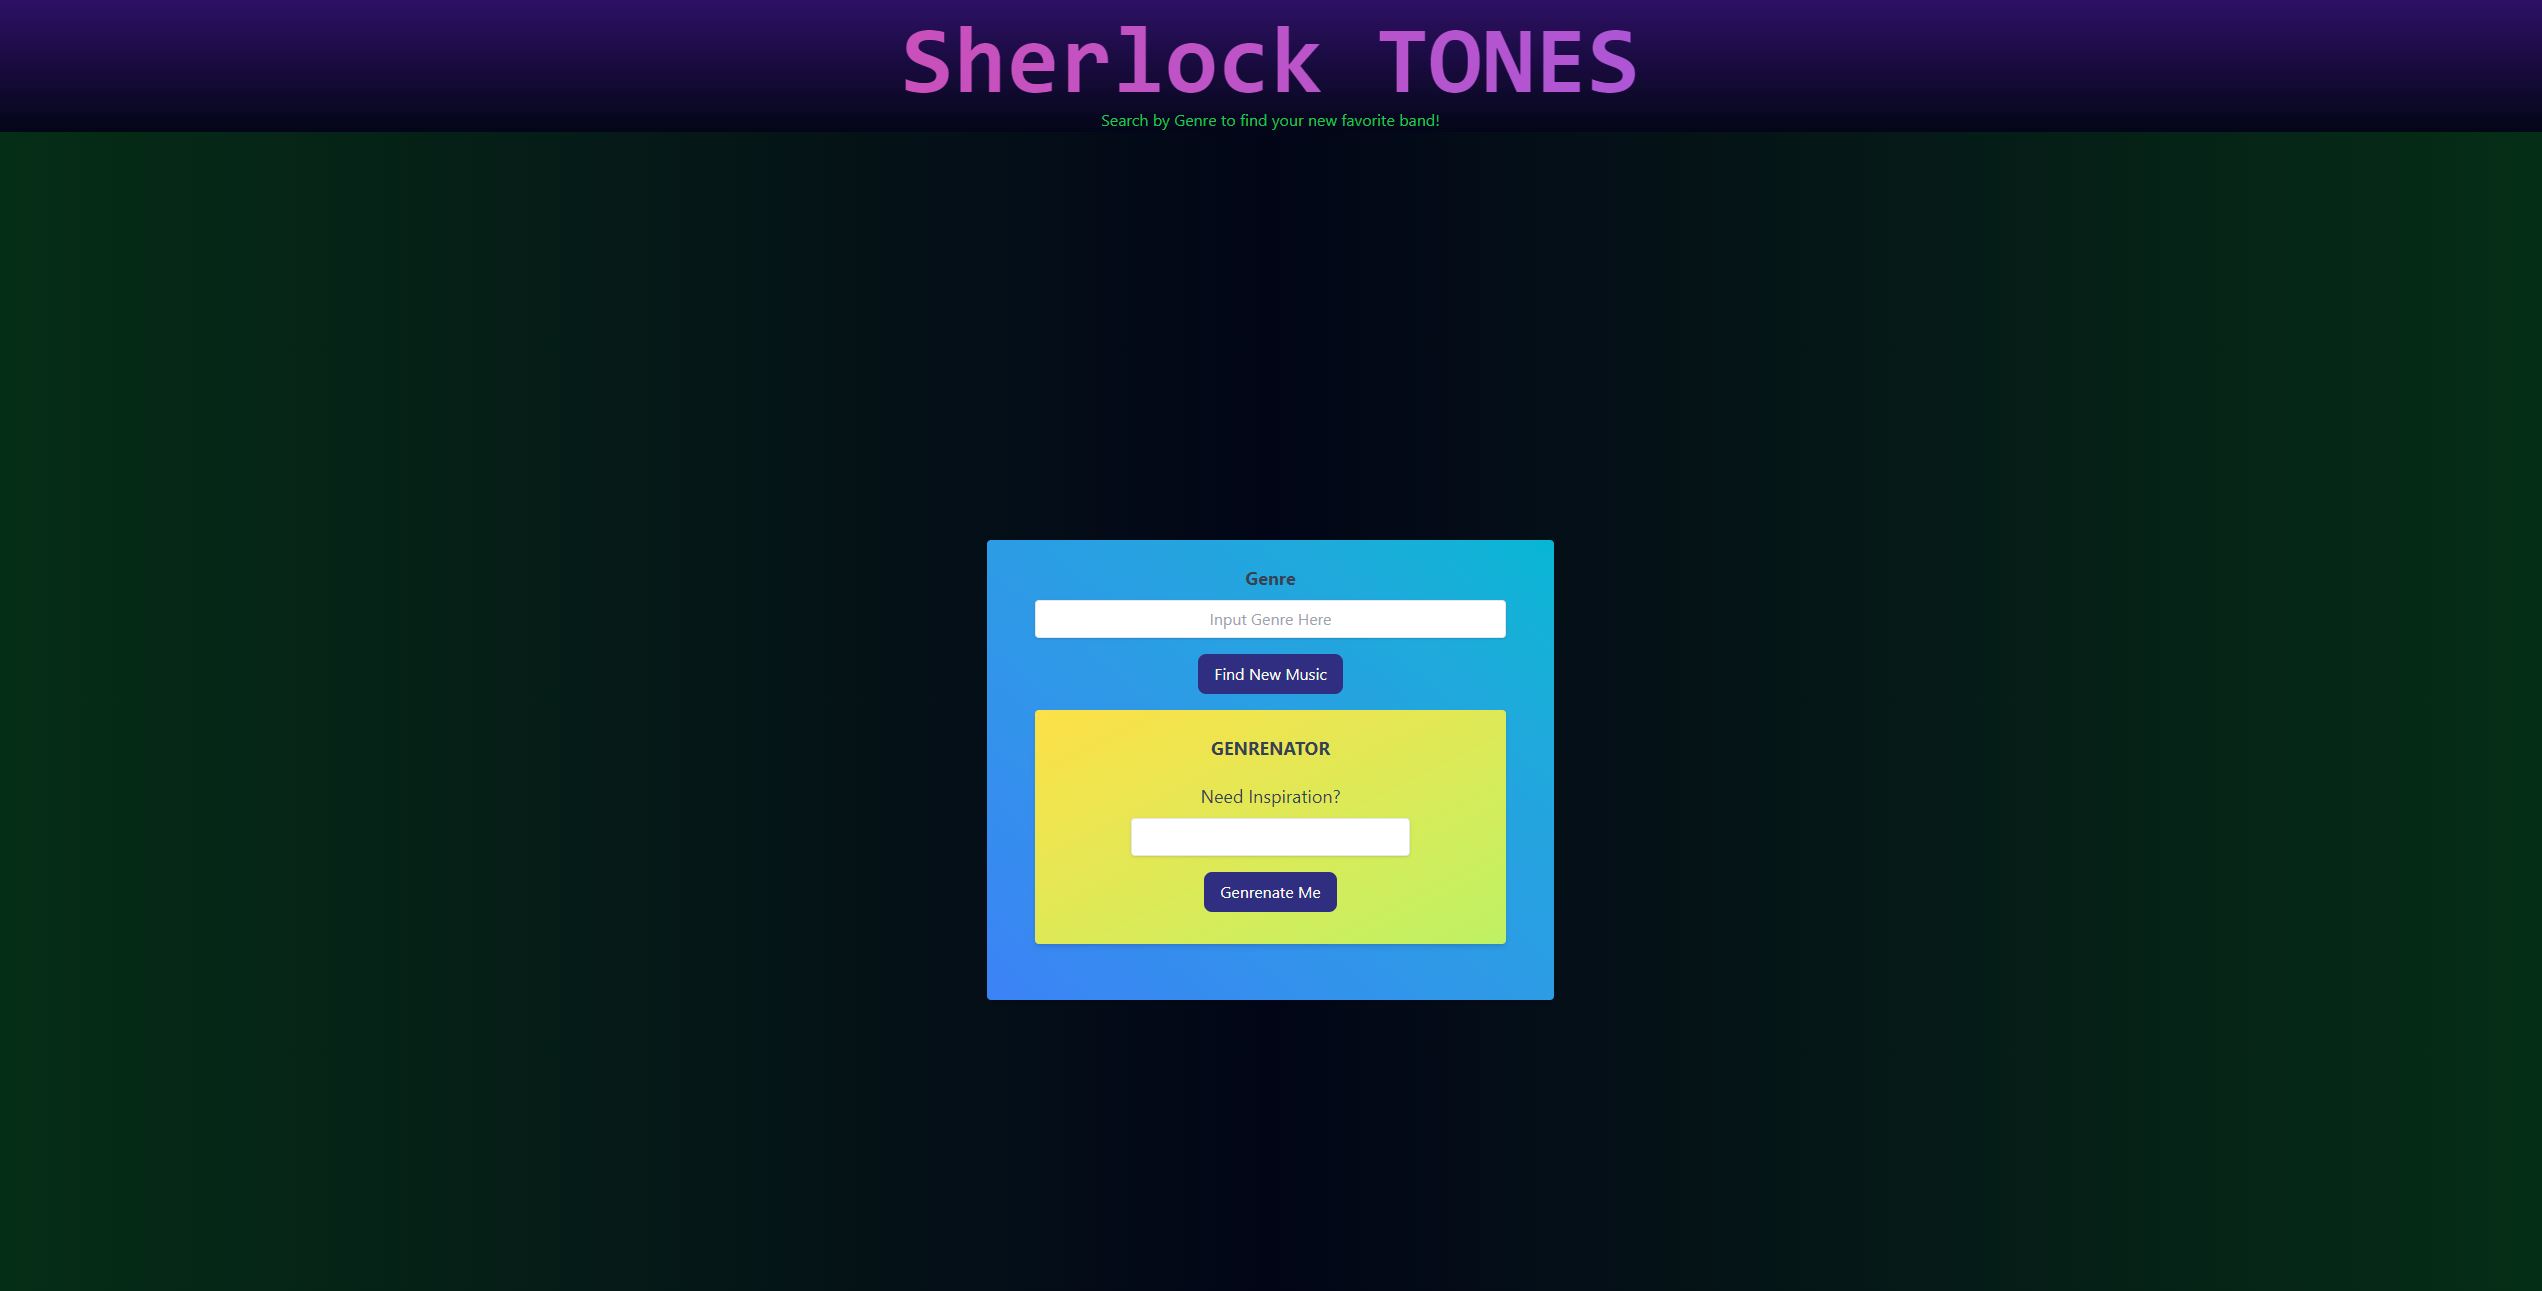 Sherlock TONES
Search by Genre to find your new favorite band!
Genre
Input Genre Here
Find New Music
GENRENATOR
Need Inspiration?
Genrenate Me